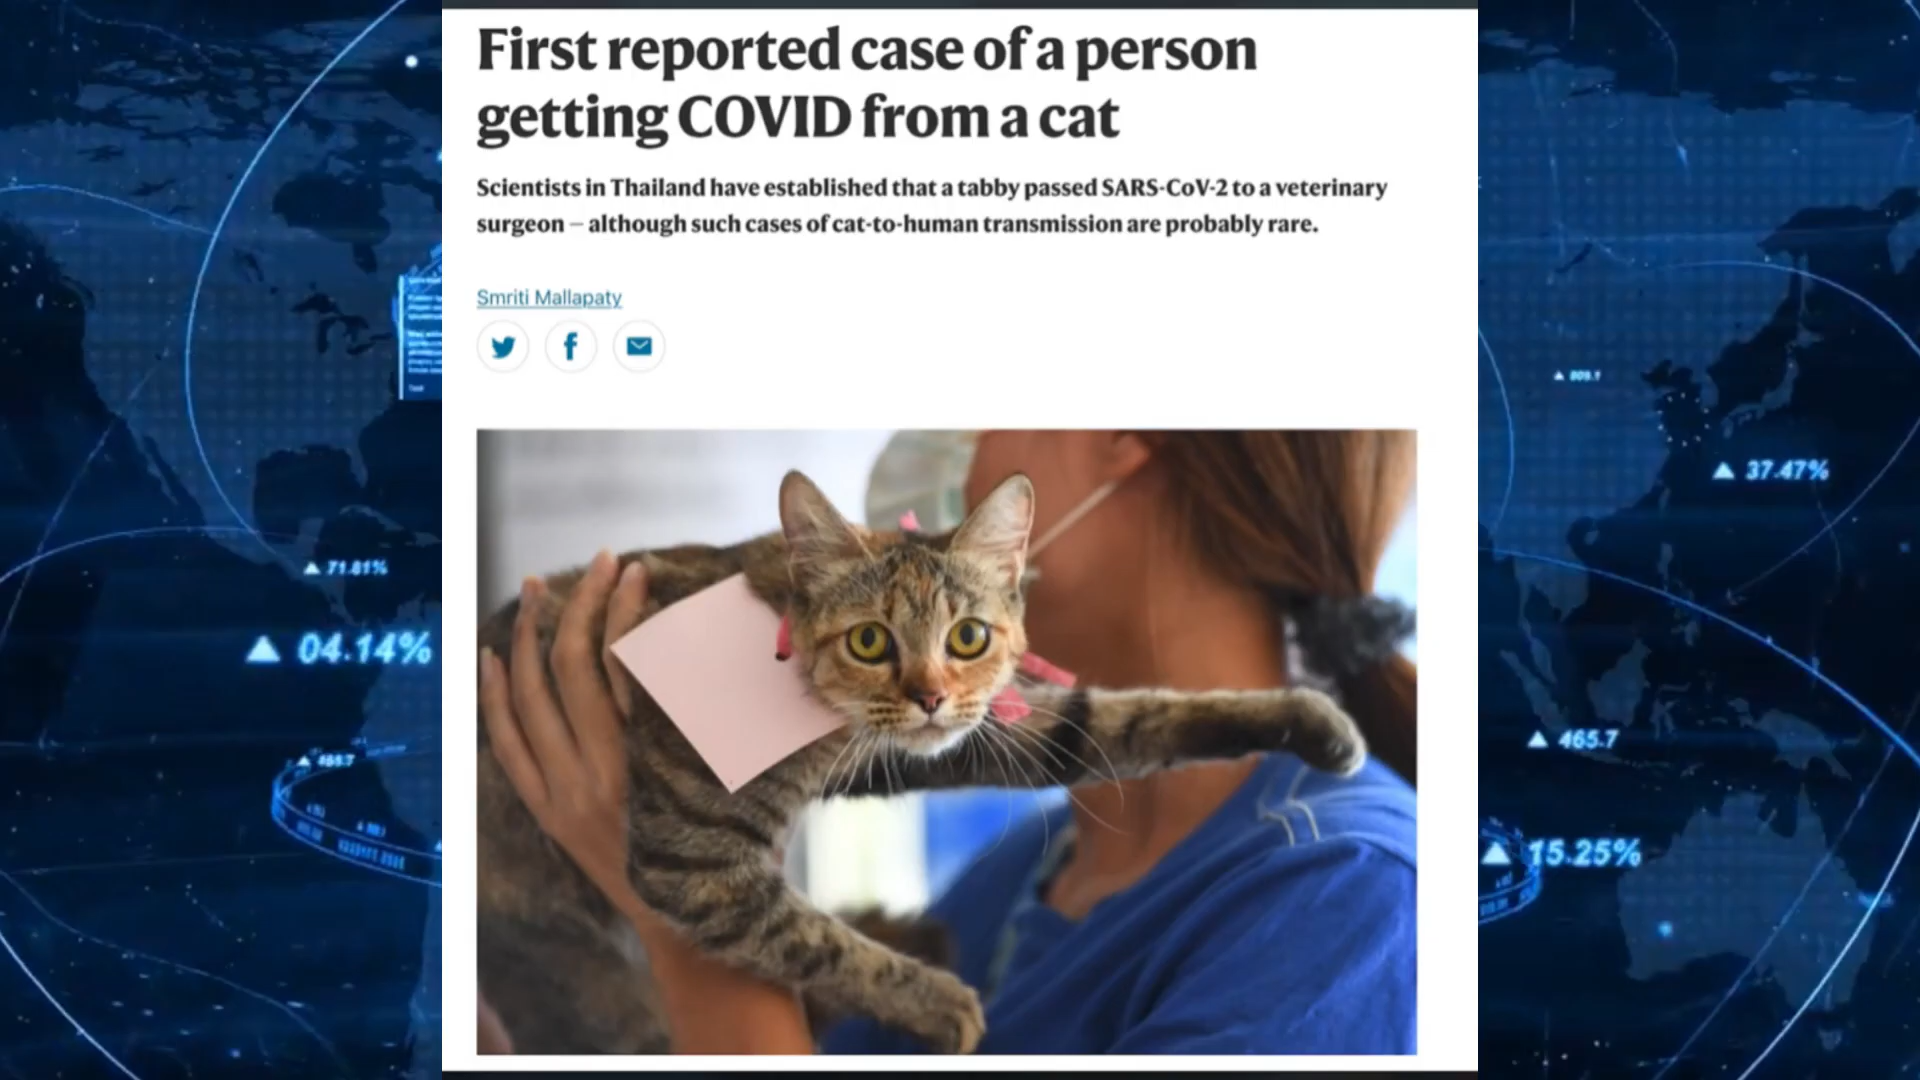 First reported case of a person
getting COVID from a cat
Scientists in Thailand have established that a tabby passed SARS-CoV-2 to a veterinary
surgeon – although such cases of cat-to-human transmission are probably rare.
Smriti Mallapaty
71.81%
04.14%
465.7
37.47%
465.7
15.25%